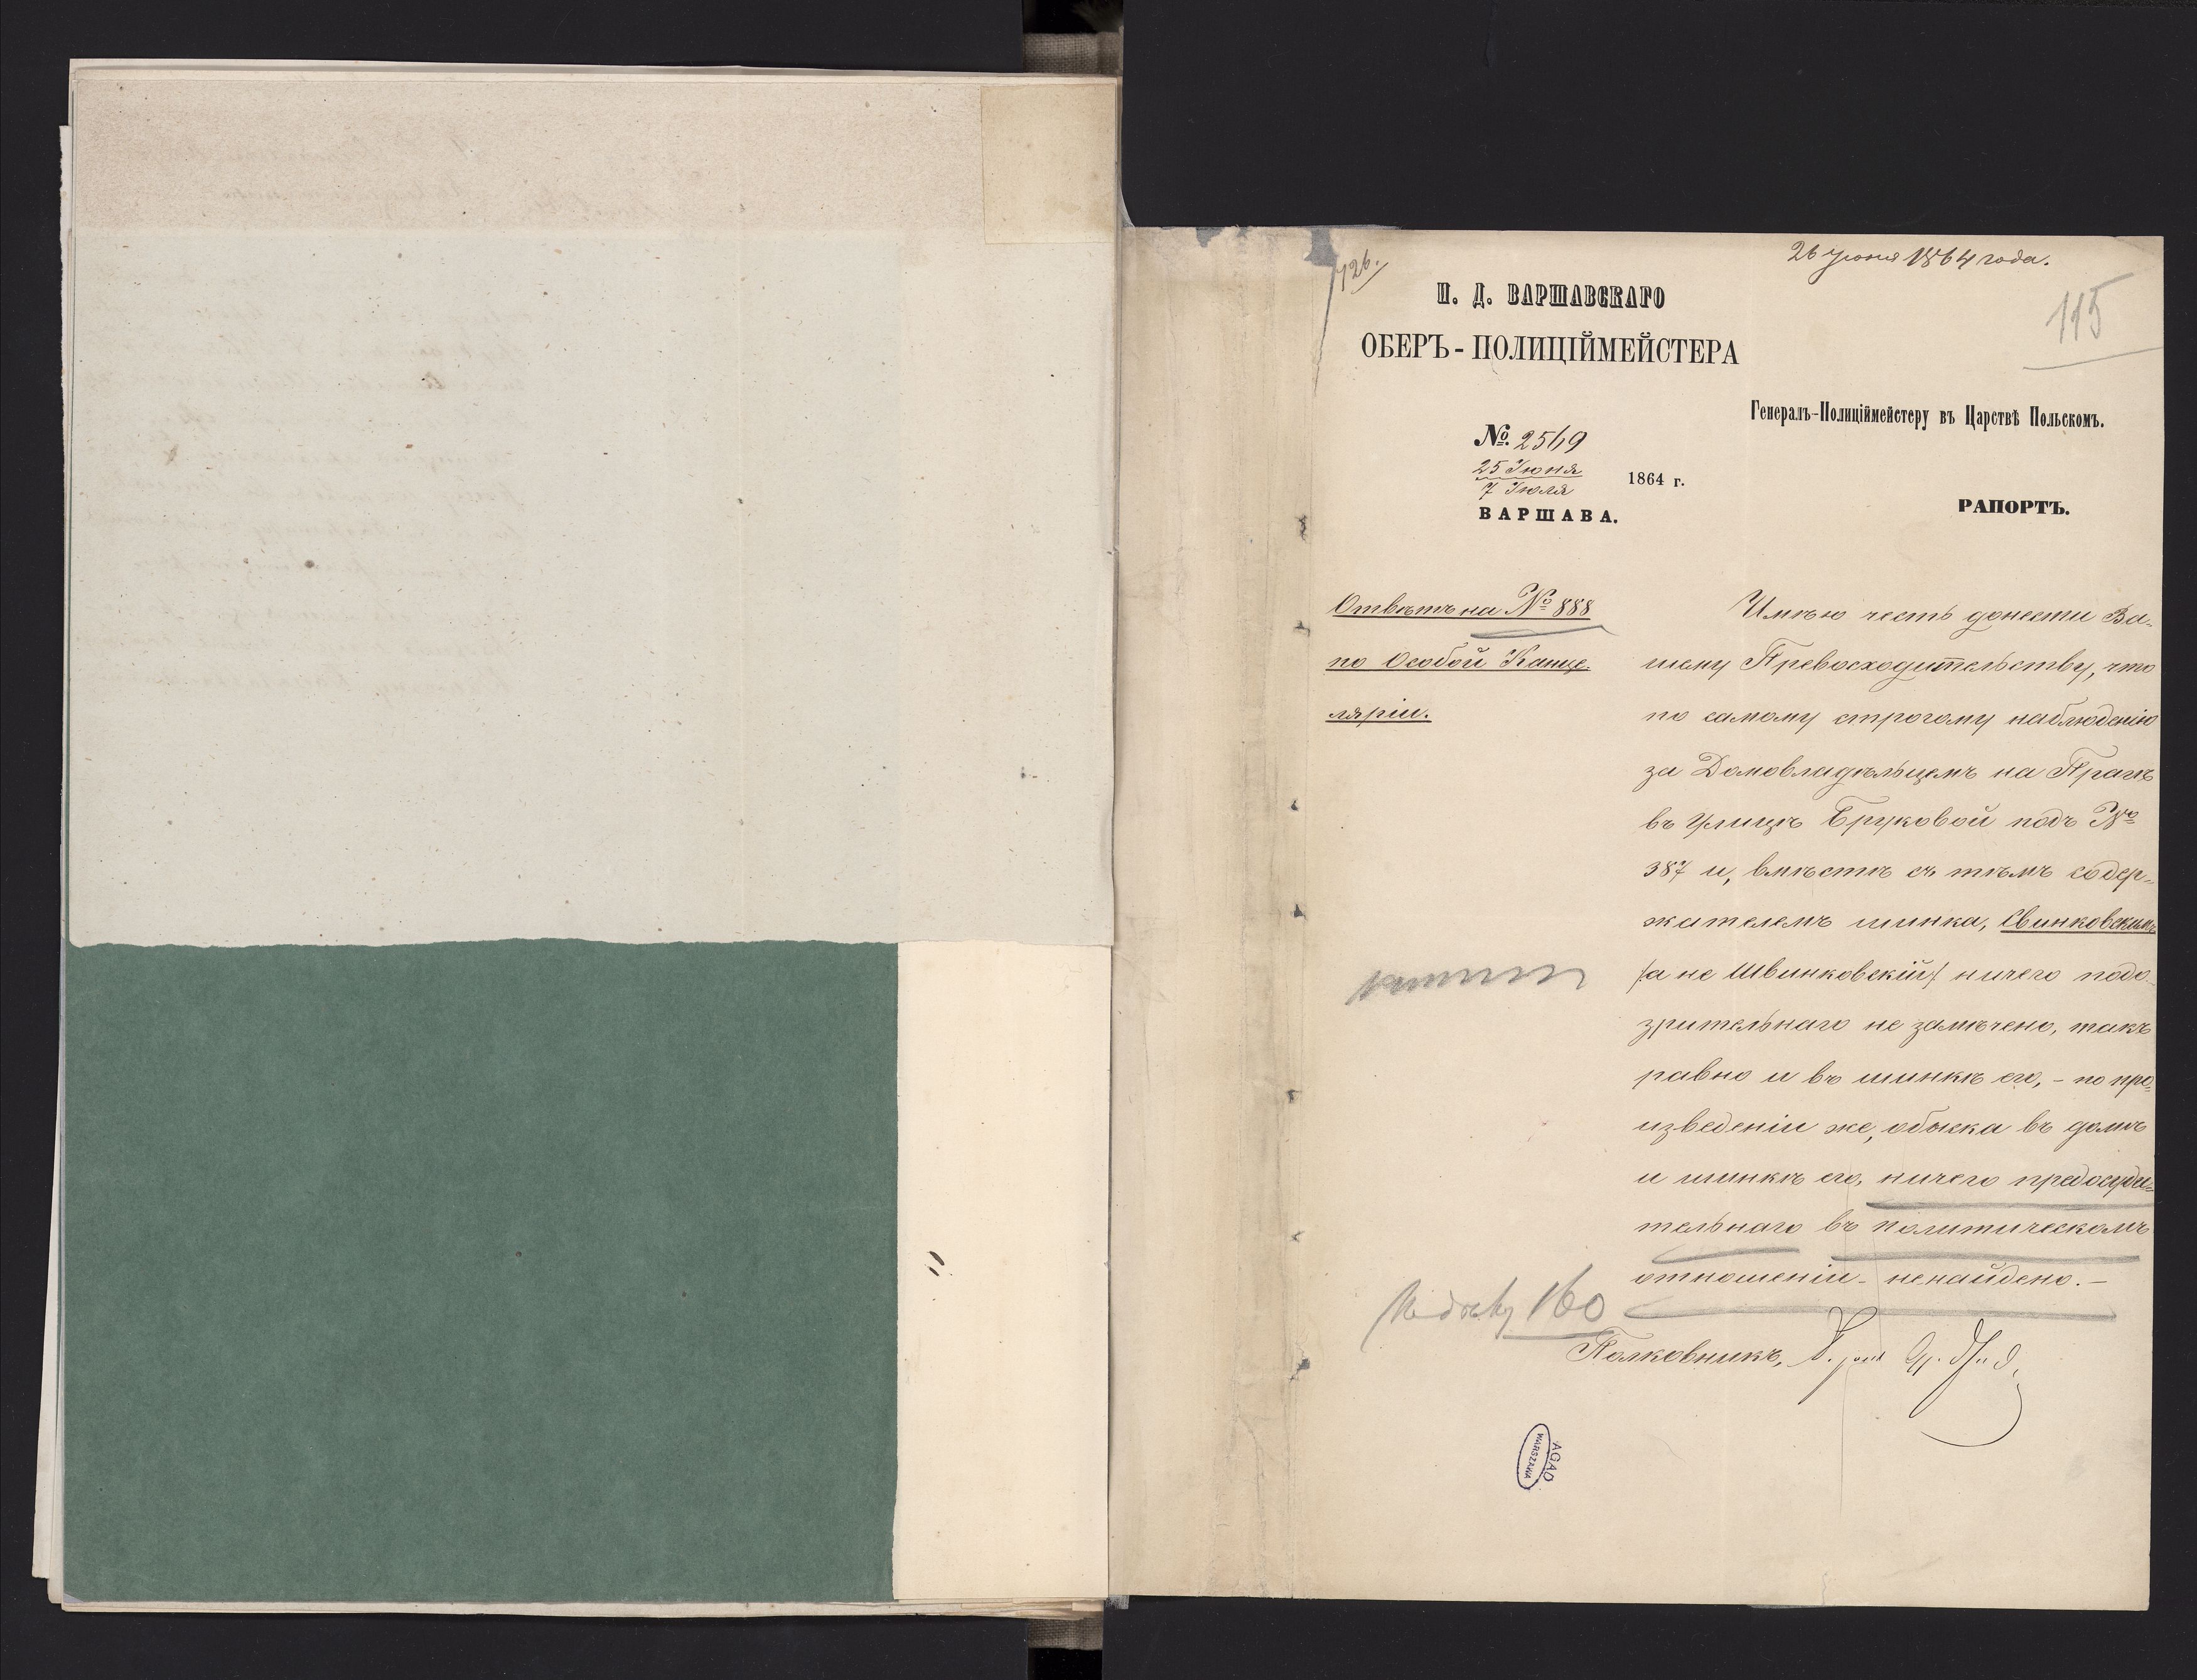 26 Іюня 1864 года.
726.
115
И. Д. ВАРШАВСКАГО
ОБЕРЪ-ПОЛИЦІЙМЕЙСТЕРА
Генералъ-Полиціймейстеру въ Царствѣ Польскомъ.
№. 2569
25 Іюня
7 Іюля
1864 г.
ВАРШАВА.
РАПОРТЪ.
Отвѣтъ на № 888
по Особой Канце-
ляріи.
Имѣю честь донести Ва-
шему Превосходительству, что
по самому строгому наблюденію
за Домовладѣльцемъ на Прагѣ
въ Улицѣ Бруковой подъ №
387 и, вмѣстѣ съ тѣмъ содер-
жателемъ шинка, Свинковскимъ
/а не Швинковскій/ ничего подо-
зрительнаго не замѣчено, такъ
равно и въ шинкѣ его, - по про-
изведеніи же, обыска въ домѣ
и шинкѣ его, ничего предосуди-
тельнаго въ политическомъ
отношеніи - ненайдено. -
160
Полковникъ,
AGAD
WARSZAWA